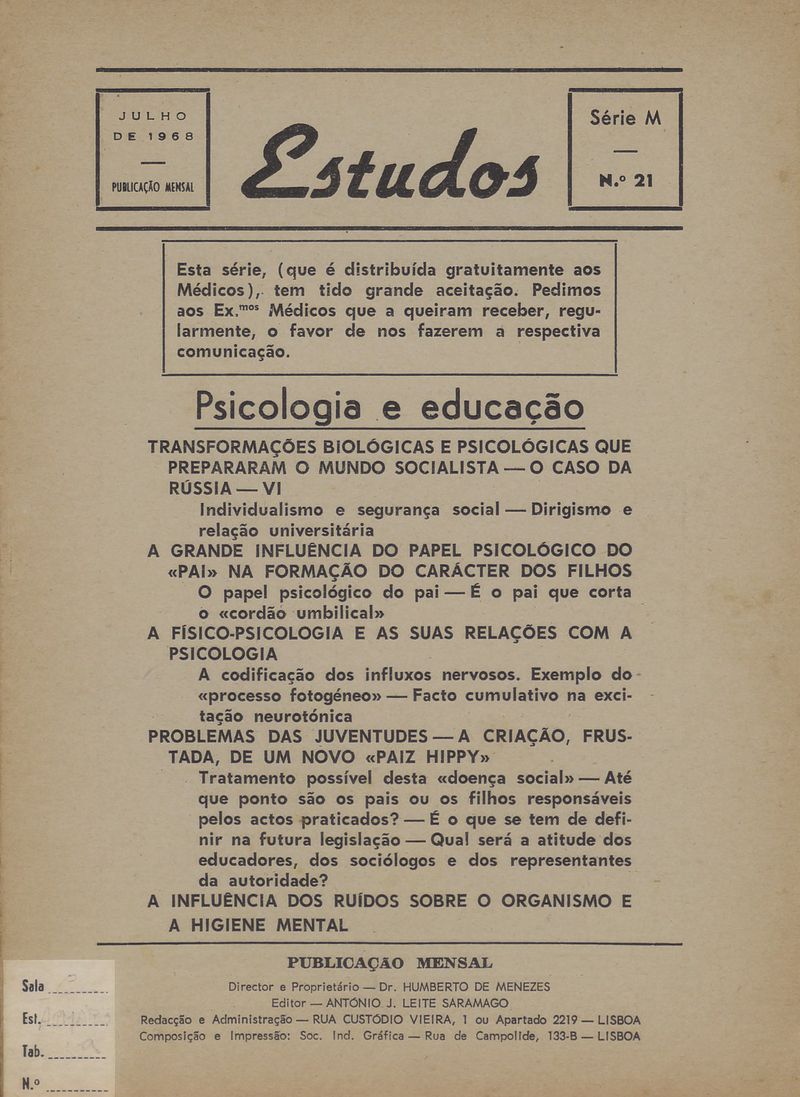 JULHO
DE 1968
PUBLICAÇÃO MENSAL
Estudos
Série M
N.º 21
Esta série, (que é distribuída gratuitamente aos
Médicos), tem tido grande aceitação. Pedimos
aos Ex.mos Médicos que a queiram receber, regu-
larmente, o favor de nos fazerem a respectiva
comunicação.
Psicologia e educação
TRANSFORMAÇÕES BIOLÓGICAS E PSICOLÓGICAS QUE
PREPARARAM O MUNDO SOCIALISTA — O CASO DA
RÚSSIA — VI
Individualismo e segurança social — Dirigismo e
relação universitária
A GRANDE INFLUÊNCIA DO PAPEL PSICOLÓGICO DO
«PAI» NA FORMAÇÃO DO CARÁCTER DOS FILHOS
O papel psicológico do pai — É o pai que corta
o «cordão umbilical»
A FÍSICO-PSICOLOGIA E AS SUAS RELAÇÕES COM A
PSICOLOGIA
A codificação dos influxos nervosos. Exemplo do
«processo fotogéneo» — Facto cumulativo na exci-
tação neurotónica
PROBLEMAS DAS JUVENTUDES — A CRIAÇÃO, FRUS-
TADA, DE UM NOVO «PAIZ HIPPY»
Tratamento possível desta «doença social» — Até
que ponto são os pais ou os filhos responsáveis
pelos actos praticados? — É o que se tem de defi-
nir na futura legislação — Qual será a atitude dos
educadores, dos sociólogos e dos representantes
da autoridade?
A INFLUÊNCIA DOS RUÍDOS SOBRE O ORGANISMO E
A HIGIENE MENTAL
PUBLICAÇÃO MENSAL
Director e Proprietário — Dr. HUMBERTO DE MENEZES
Editor — ANTÓNIO J. LEITE SARAMAGO
Redacção e Administração — RUA CUSTÓDIO VIEIRA, 1 ou Apartado 2219 — LISBOA
Composição e Impressão: Soc. Ind. Gráfica — Rua de Campolide, 133-B — LISBOA
Sala
Est.
Tab.
N.º